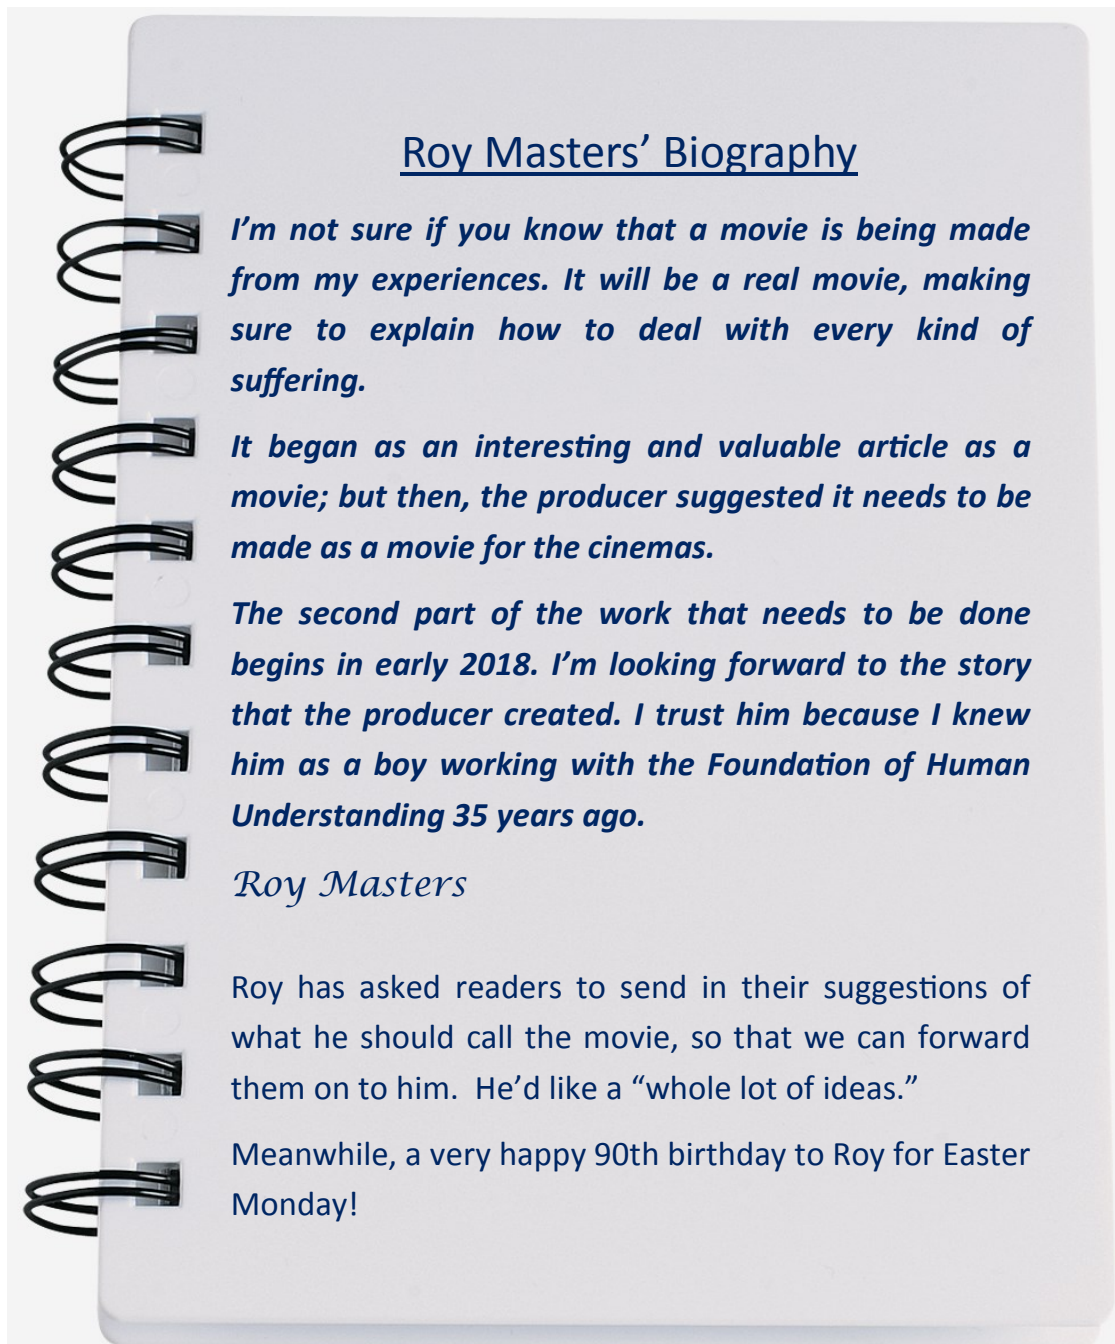 Roy Masters’ Biography
I’m not sure if you know that a movie is being made
from my experiences. It will be a real movie, making
sure to explain how to deal with every kind of
suffering.
It began as an interesting and valuable article as a
movie; but then, the producer suggested it needs to be
made as a movie for the cinemas.
The second part of the work that needs to be done
begins in early 2018. I’m looking forward to the story
that the producer created. I trust him because I knew
him as a boy working with the Foundation of Human
Understanding 35 years ago.
Roy Masters
Roy has asked readers to send in their suggestions of
what he should call the movie, so that we can forward
them on to him.  He’d like a “whole lot of ideas.”
Meanwhile, a very happy 90th birthday to Roy for Easter
Monday!